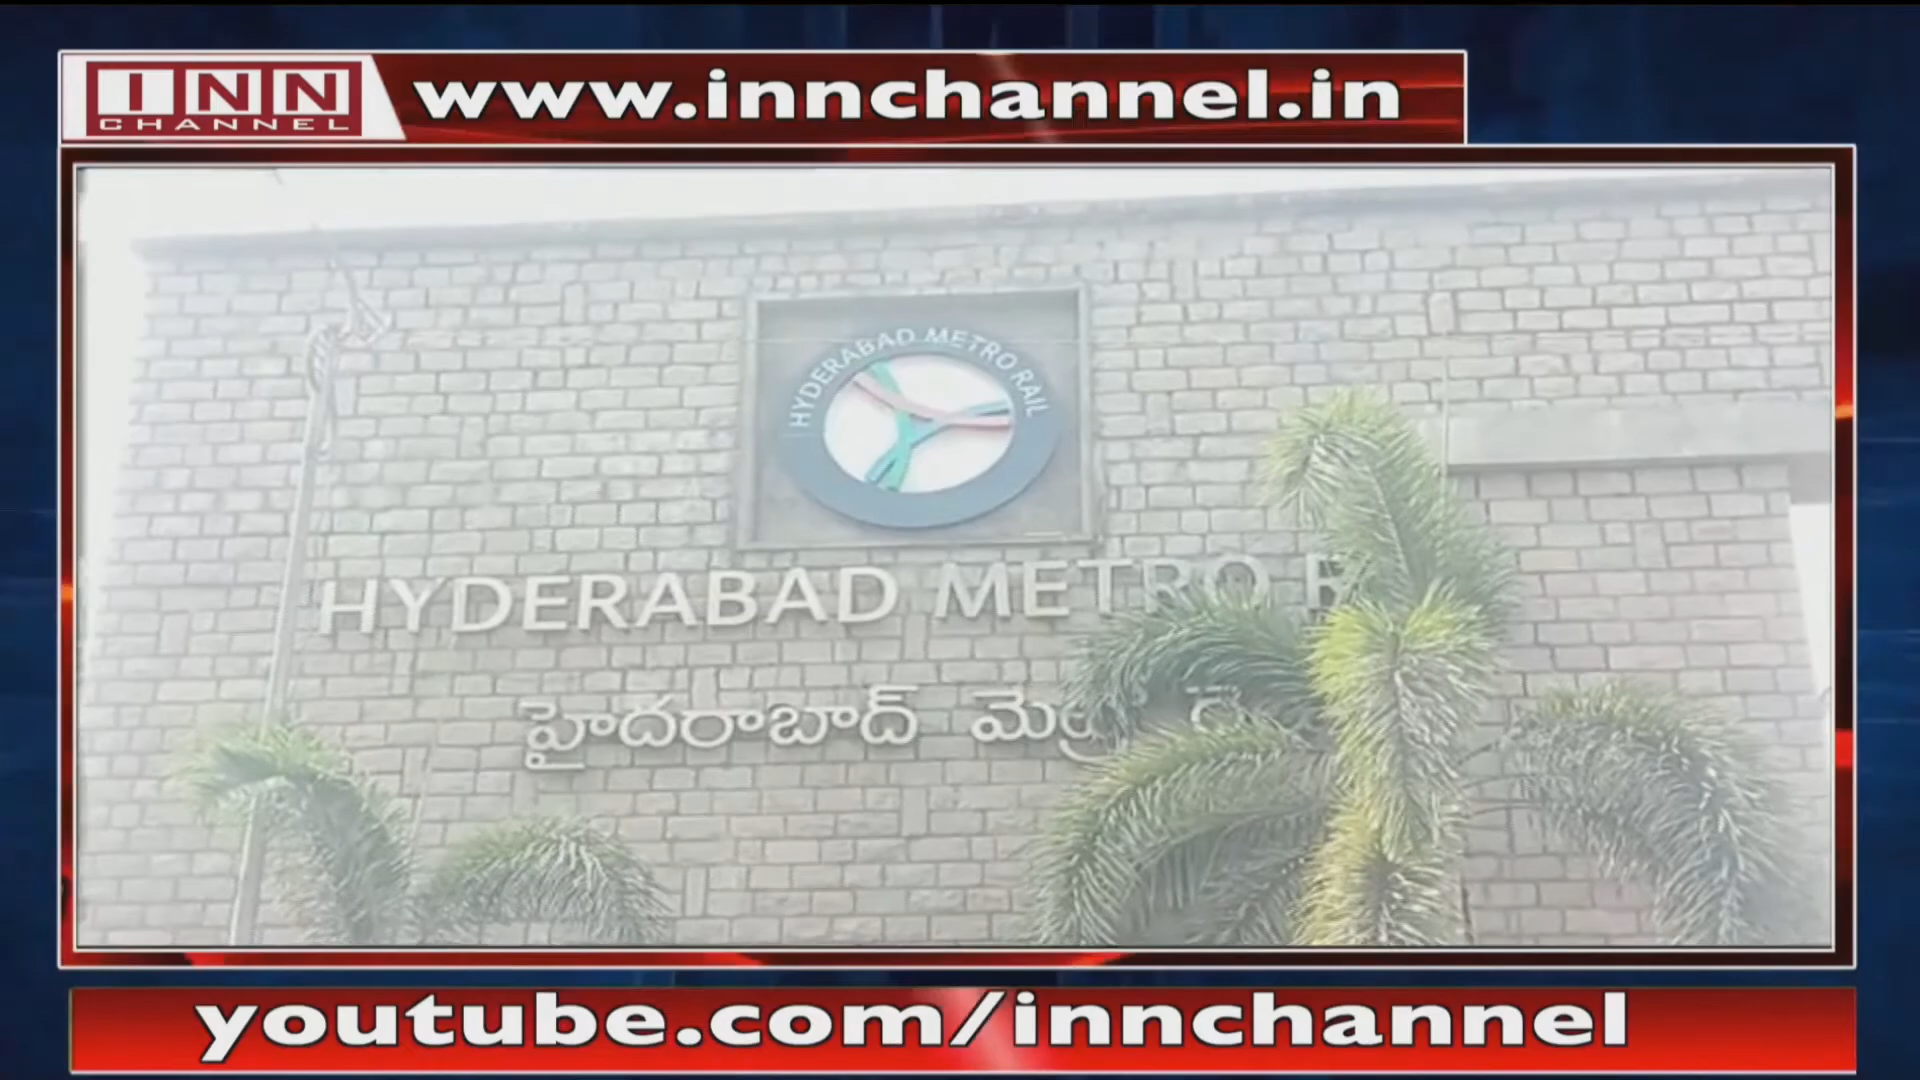 INN
CHANNEL
www.innchannel.in
HYDERABAD METRO RAIL
HYDERABAD METRO
హైదరాబాద్
youtube.com/innchannel